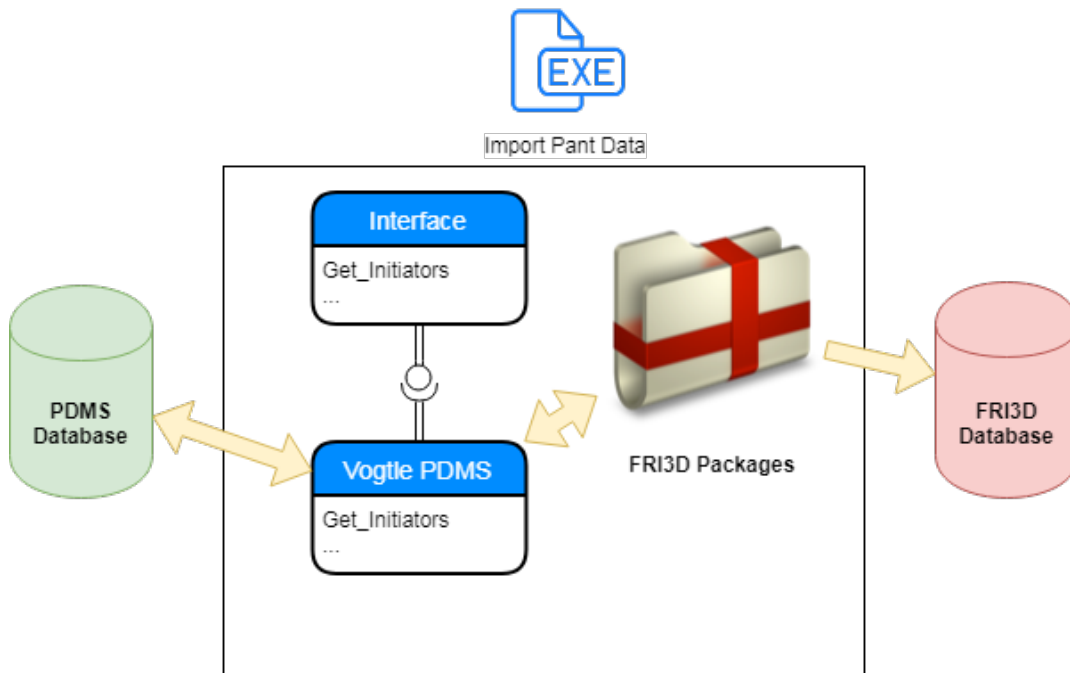 EXE
Import Pant Data
Interface
Get_Initiators
...
PDMS
Database
Vogtle PDMS
Get_Initiators
...
FRI3D Packages
FRI3D
Database